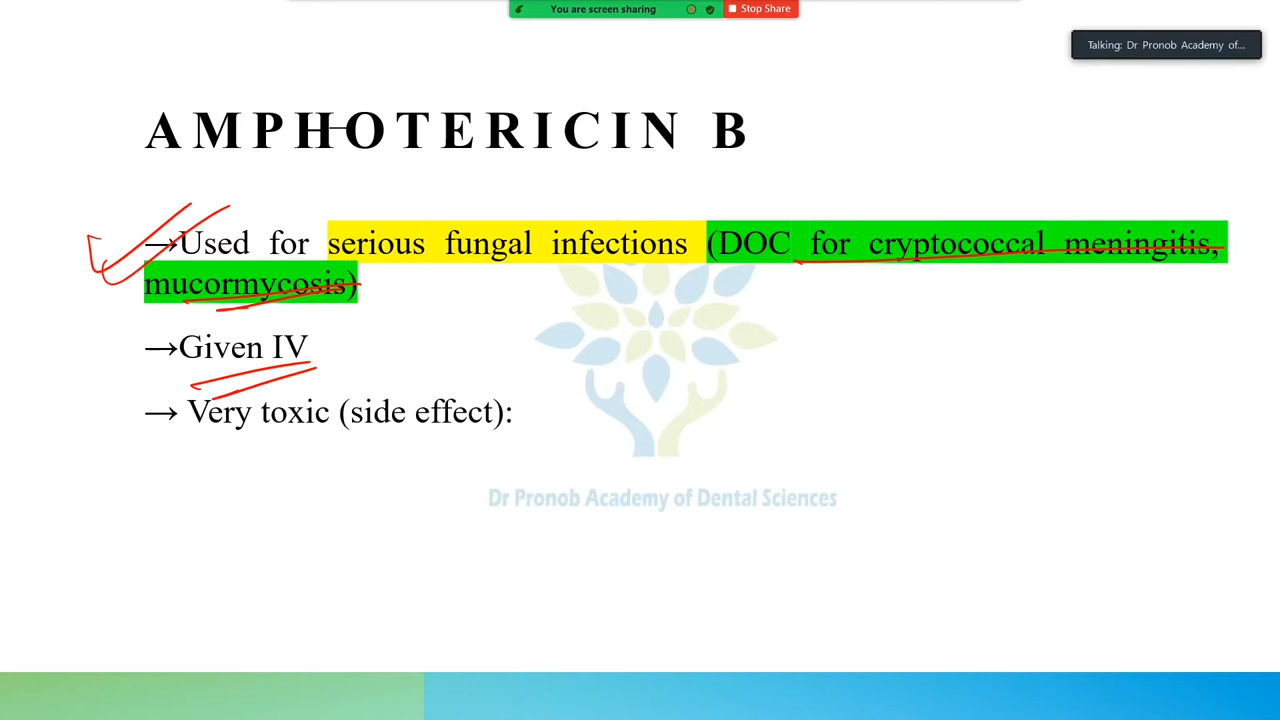 You are screen sharing
Stop Share
Talking: Dr Pronob Academy of...
AMPHOTERICIN B
→Used for serious fungal infections (DOC for cryptococcal meningitis,
mucormycosis)
→Given IV
→ Very toxic (side effect):
Dr Pronob Academy of Dental Sciences